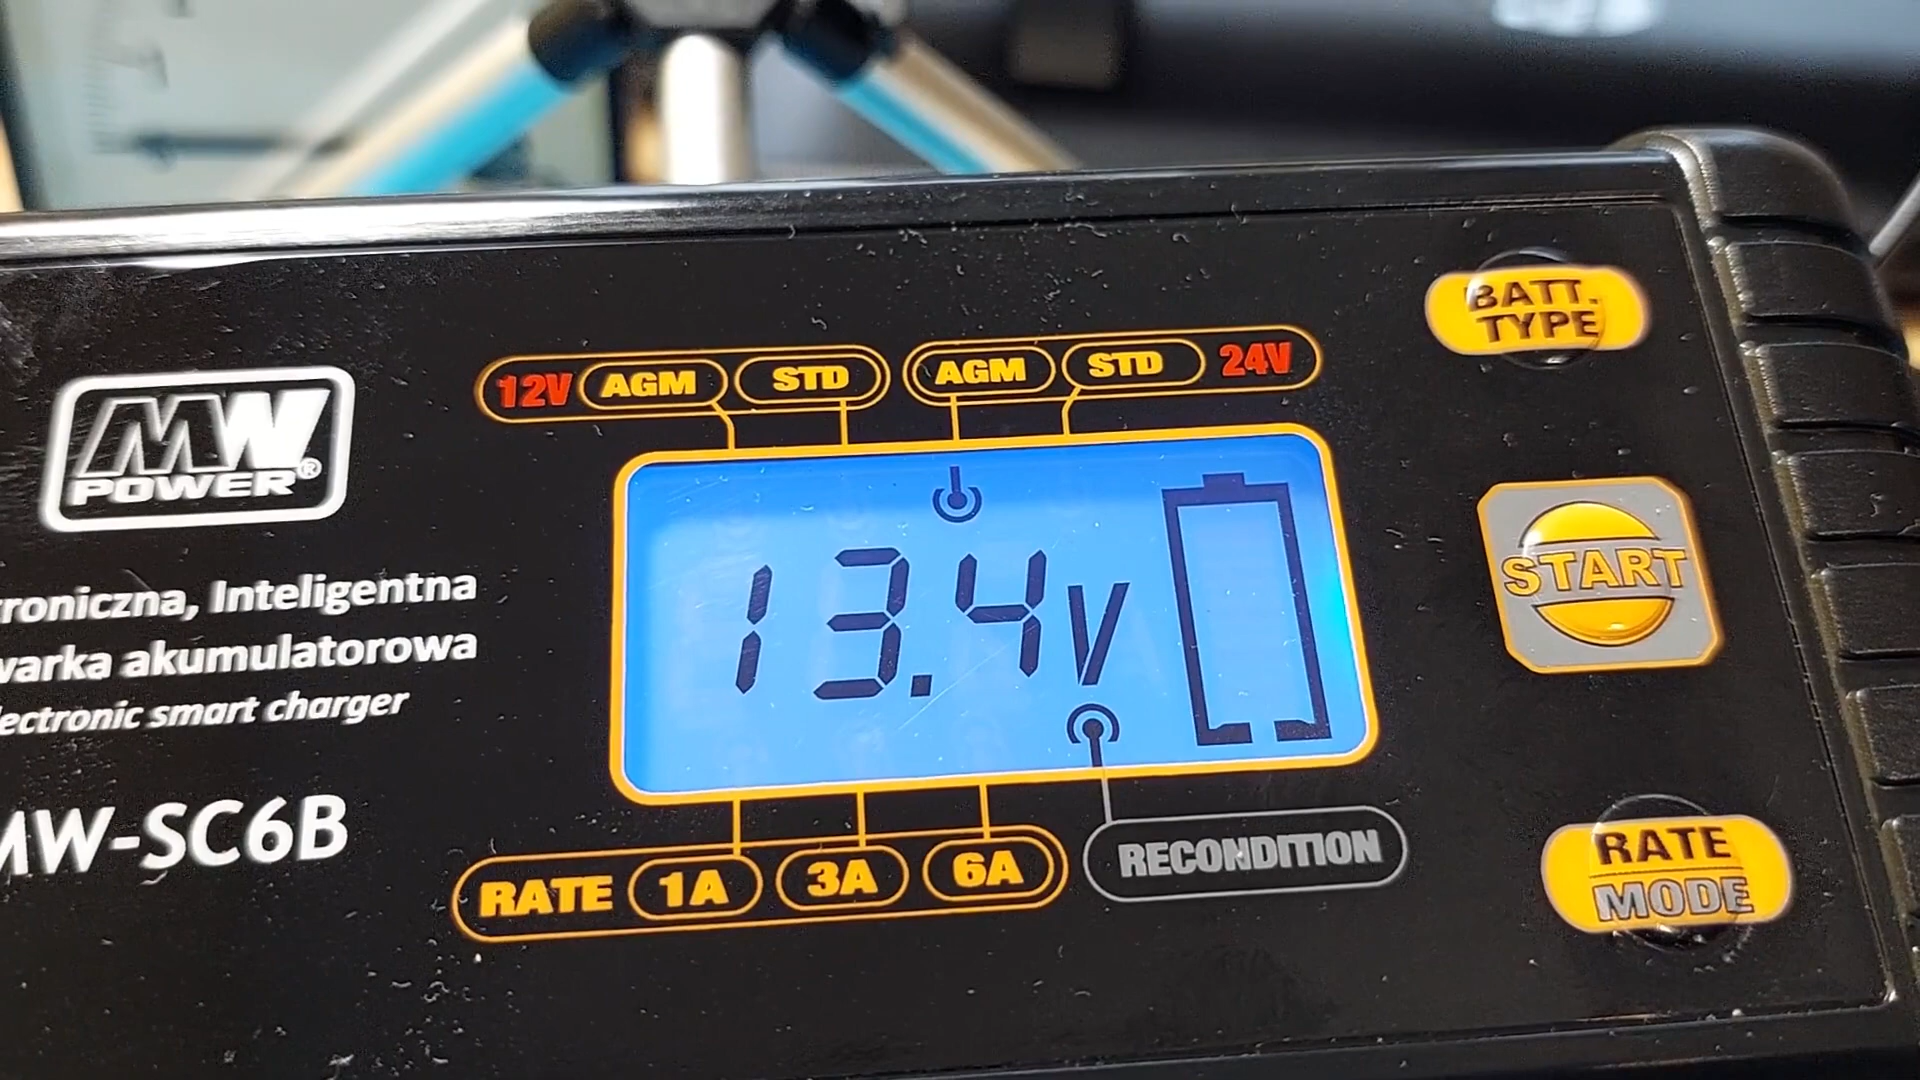 12V AGM STD AGM STD 24V
BATT.
TYPE
MW
POWER®
13.4V
START
troniczna, Inteligentna
warka akumulatorowa
lectronic smart charger
MW-SC6B
RATE 1A 3A 6A RECONDITION
RATE
MODE